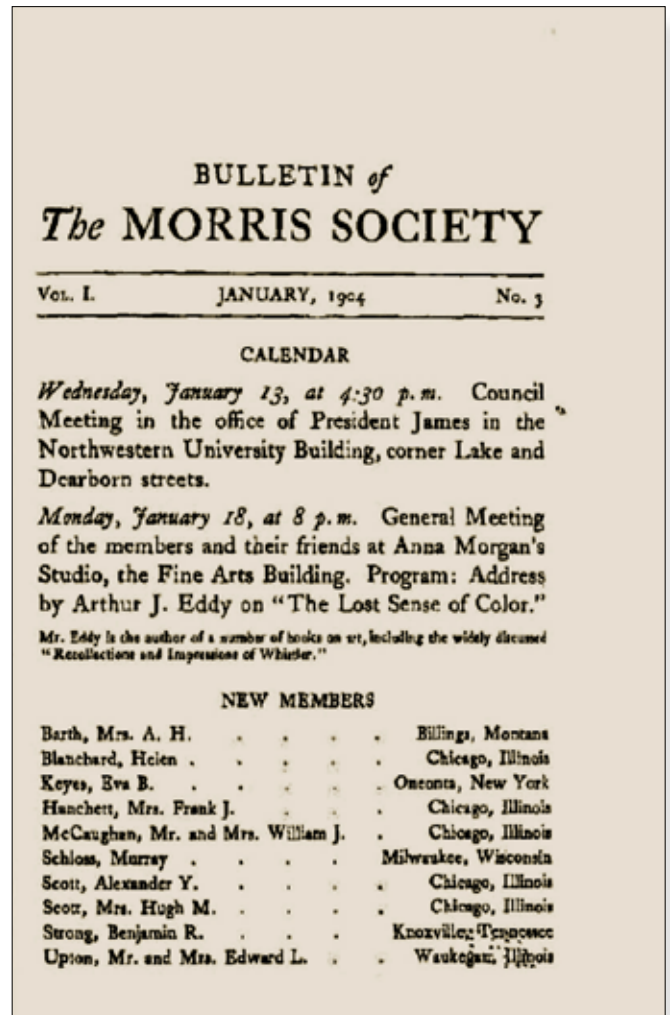 BULLETIN of
The MORRIS SOCIETY
VOL. I. JANUARY, 1904 No. 3
CALENDAR
Wednesday, January 13, at 4:30 p.m. Council
Meeting in the office of President James in the
Northwestern University Building, corner Lake and
Dearborn streets.
Monday, January 18, at 8 p.m. General Meeting
of the members and their friends at Anna Morgan's
Studio, the Fine Arts Building. Program: Address
by Arthur J. Eddy on "The Lost Sense of Color."
Mr. Eddy is the author of a number of books on art, including the widely discussed
"Recollections and Impressions of Whistler."
NEW MEMBERS
Barth, Mrs. A. H. . . . . Billings, Montana
Blanchard, Helen . . . . . Chicago, Illinois
Keyes, Eva B. . . . . . Oneonta, New York
Hanchett, Mrs. Frank J. . . . Chicago, Illinois
McCaughan, Mr. and Mrs. William J. . Chicago, Illinois
Schloss, Murray . . . . Milwaukee, Wisconsin
Scott, Alexander Y. . . . . Chicago, Illinois
Scott, Mrs. Hugh M. . . . . Chicago, Illinois
Strong, Benjamin R. . . . Knoxville, Tennessee
Upton, Mr. and Mrs. Edward L. . . Waukegan, Illinois